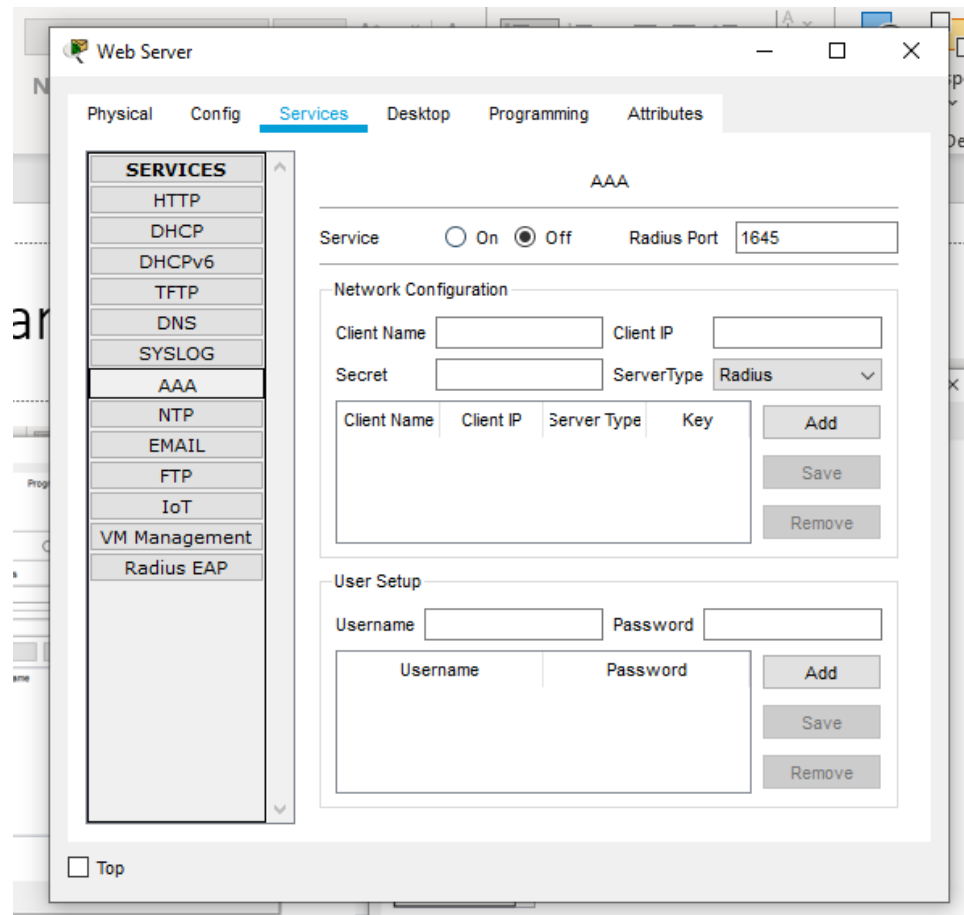 Web Server
Physical Config Services Desktop Programming Attributes
SERVICES
HTTP
DHCP
DHCPv6
TFTP
DNS
SYSLOG
AAA
NTP
EMAIL
FTP
IoT
VM Management
Radius EAP
AAA
Service On Off Radius Port 1645
Network Configuration
Client Name Client IP
Secret ServerType Radius
Client Name Client IP Server Type Key
Add
Save
Remove
User Setup
Username Password
Username Password
Add
Save
Remove
Top